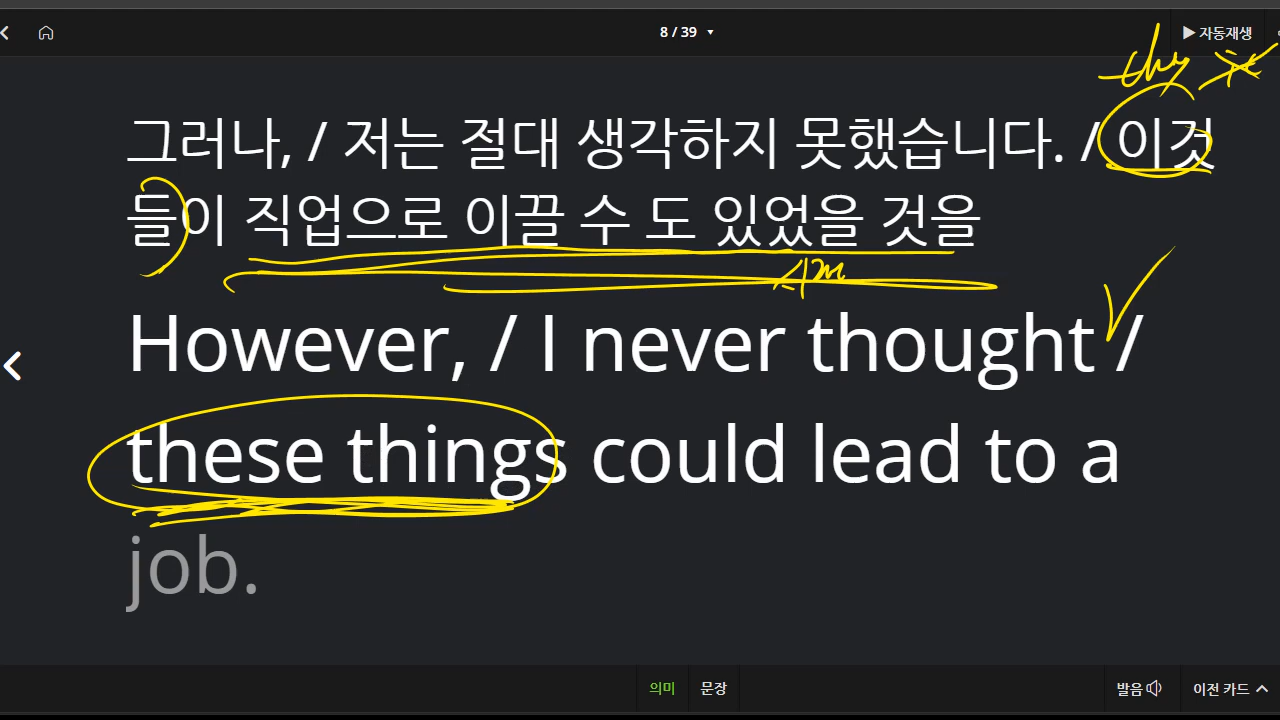 8 / 39
자동재생
그러나, / 저는 절대 생각하지 못했습니다. / 이것
들이 직업으로 이끌 수 도 있었을 것을
However, / I never thought /
these things could lead to a
job.
의미 문장 발음 이전 카드